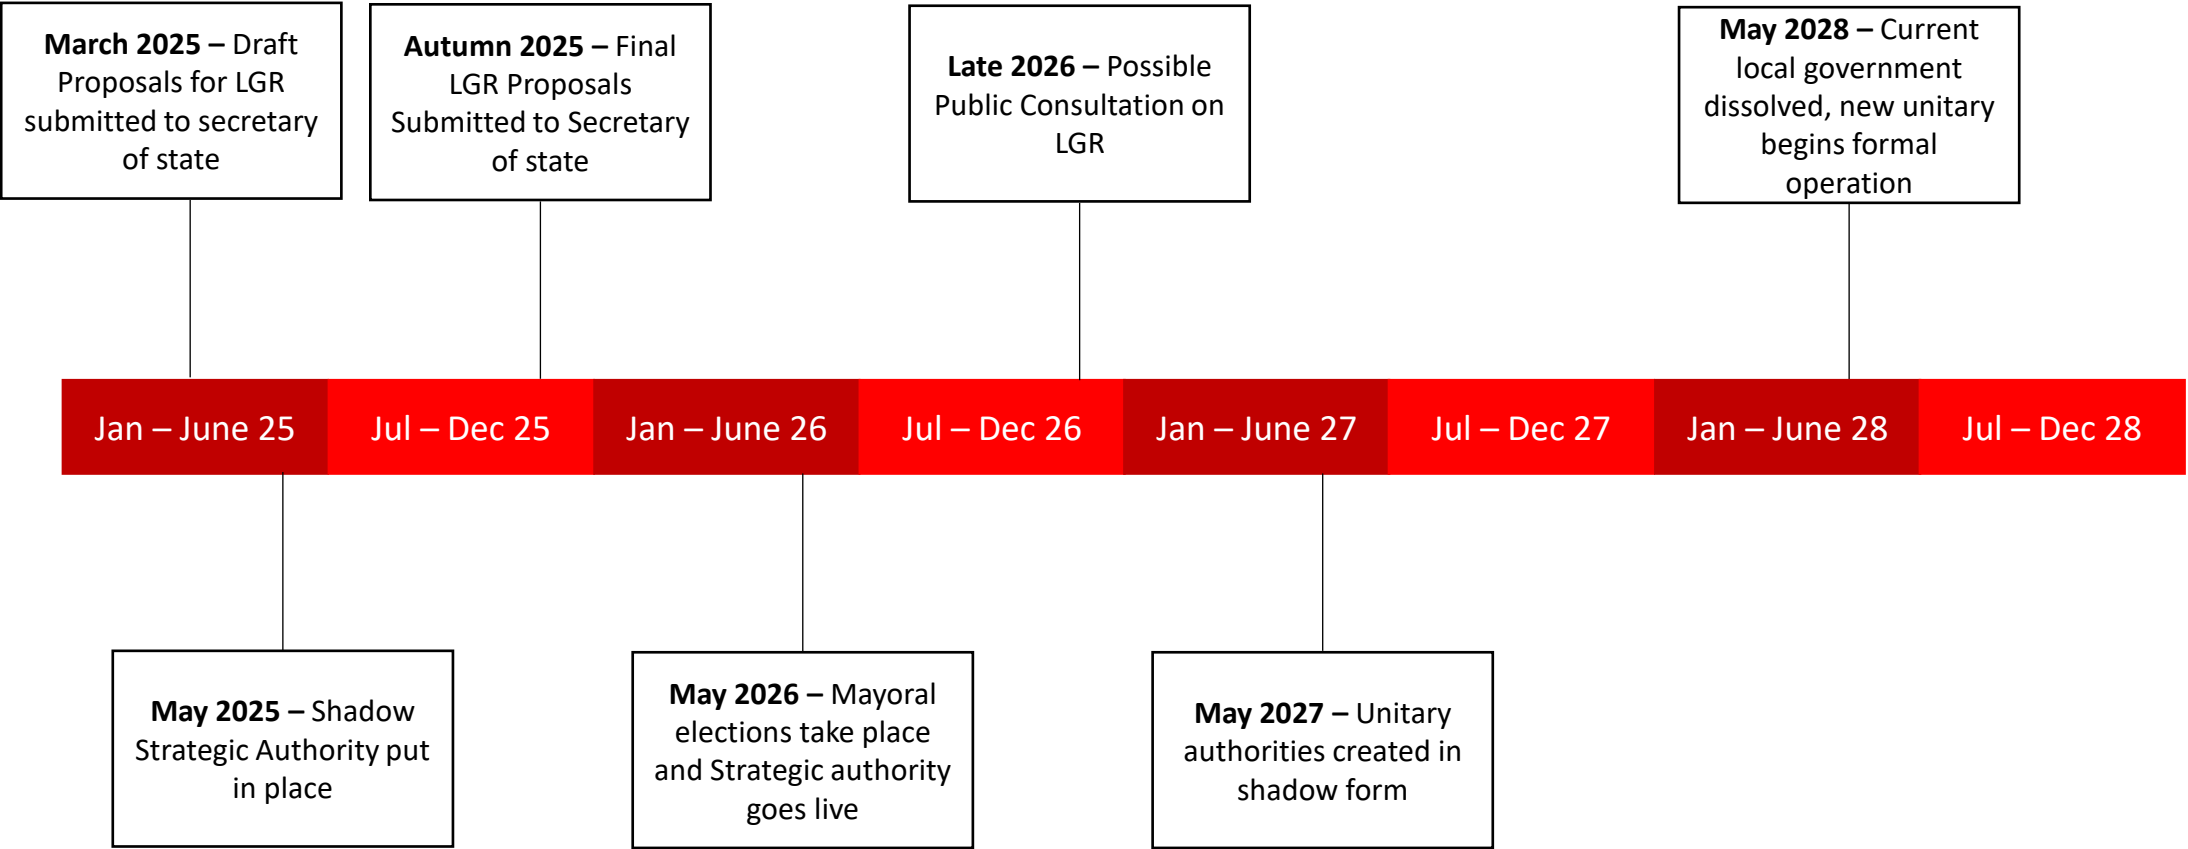 March 2025 – Draft
Proposals for LGR
submitted to secretary
of state
Autumn 2025 – Final
LGR Proposals
Submitted to Secretary
of state
Late 2026 – Possible
Public Consultation on
LGR
May 2028 – Current
local government
dissolved, new unitary
begins formal
operation
Jan – June 25
Jul – Dec 25
Jan – June 26
Jul – Dec 26
Jan – June 27
Jul – Dec 27
Jan – June 28
Jul – Dec 28
May 2025 – Shadow
Strategic Authority put
in place
May 2026 – Mayoral
elections take place
and Strategic authority
goes live
May 2027 – Unitary
authorities created in
shadow form